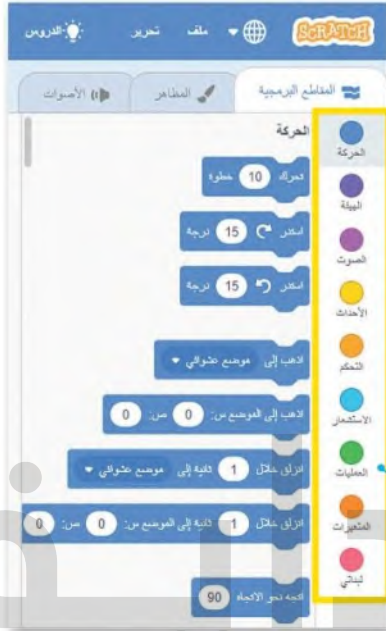 SCRATCH ملف تحرير الدروس
المقاطع البرمجية المظاهر الأصوات
الحركة
الهيئة
الصوت
الأحداث
التحكم
الاستشعار
العمليات
المتغيرات
لبناتي
الحركة
تحرك 10 خطوة
استدر 15 درجة
استدر 15 درجة
اذهب إلى موضع عشوائي
اذهب إلى الموضع س: 0 ص: 0
انزلق خلال 1 ثانية إلى موضع عشوائي
انزلق خلال 1 ثانية إلى الموضع س: 0 ص: 0
اتجه نحو الاتجاه 90